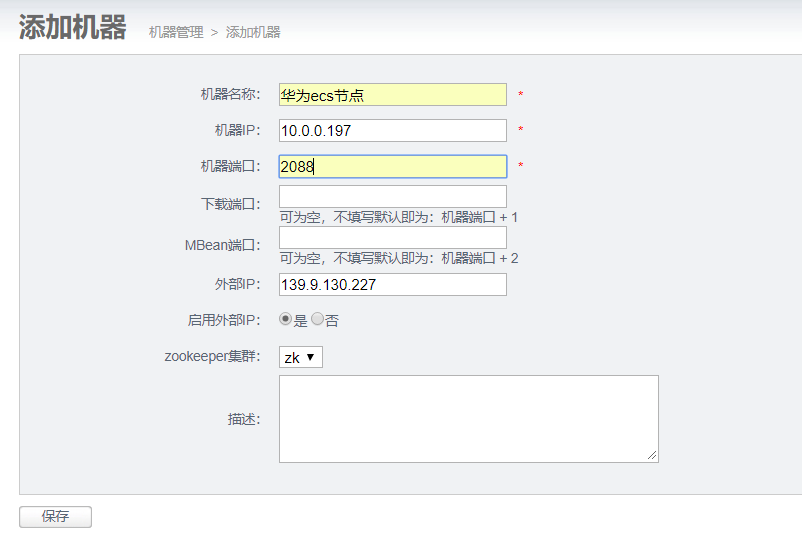 添加机器 机器管理 > 添加机器
机器名称: 华为ecs节点 *
机器IP: 10.0.0.197 *
机器端口: 2088 *
下载端口:
可为空，不填写默认即为：机器端口 + 1
MBean端口:
可为空，不填写默认即为：机器端口 + 2
外部IP: 139.9.130.227
启用外部IP: 是 否
zookeeper集群: zk
描述:
保存